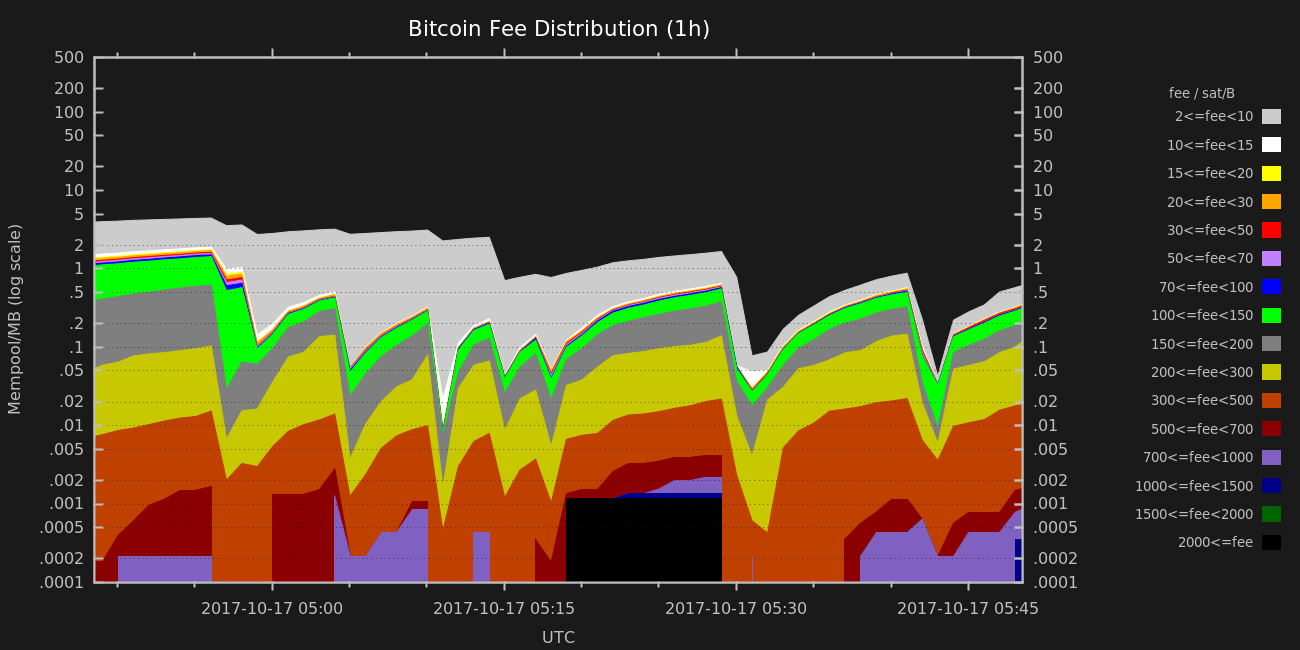 Bitcoin Fee Distribution (1h)
500 500
200 200
100 100
50 50
20 20
10 10
5 5
2 2
1 1
.5 .5
.2 .2
.1 .1
.05 .05
.02 .02
.01 .01
.005 .005
.002 .002
.001 .001
.0005 .0005
.0002 .0002
.0001 .0001
Mempool/MB (log scale)
2017-10-17 05:00 2017-10-17 05:15 2017-10-17 05:30 2017-10-17 05:45
UTC
fee / sat/B
2<=fee<10
10<=fee<15
15<=fee<20
20<=fee<30
30<=fee<50
50<=fee<70
70<=fee<100
100<=fee<150
150<=fee<200
200<=fee<300
300<=fee<500
500<=fee<700
700<=fee<1000
1000<=fee<1500
1500<=fee<2000
2000<=fee